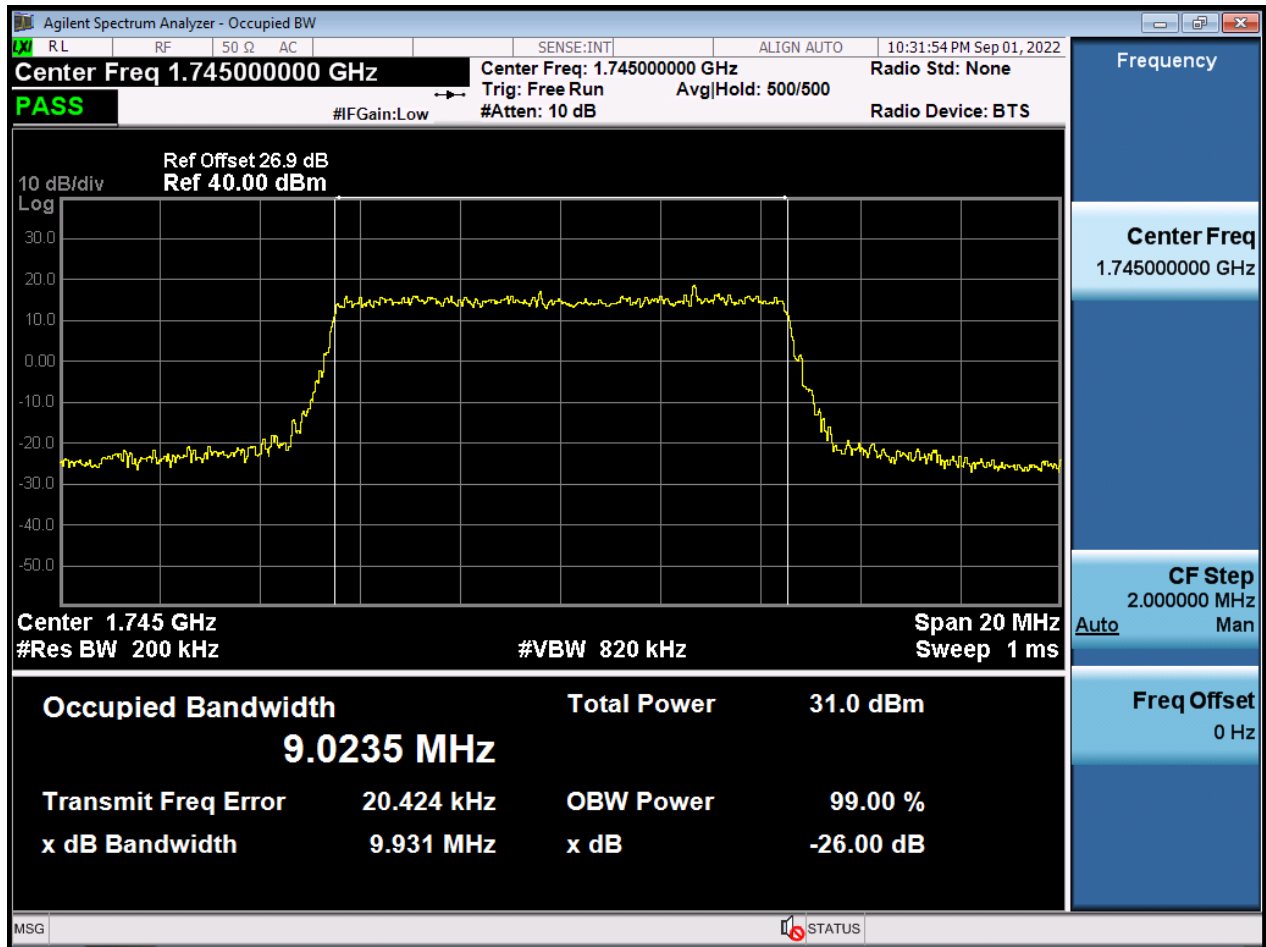 Agilent Spectrum Analyzer - Occupied BW
LXI RL RF 50 Ω AC SENSE:INT ALIGN AUTO 10:31:54 PM Sep 01, 2022
Center Freq 1.745000000 GHz
PASS
#IFGain:Low
Center Freq: 1.745000000 GHz
Trig: Free Run Avg|Hold: 500/500
#Atten: 10 dB
Radio Std: None
Radio Device: BTS
Ref Offset 26.9 dB
10 dB/div Ref 40.00 dBm
Log
30.0
20.0
10.0
0.00
-10.0
-20.0
-30.0
-40.0
-50.0
Center 1.745 GHz Span 20 MHz
#Res BW 200 kHz #VBW 820 kHz Sweep 1 ms
Occupied Bandwidth Total Power 31.0 dBm
9.0235 MHz
Transmit Freq Error 20.424 kHz OBW Power 99.00 %
x dB Bandwidth 9.931 MHz x dB -26.00 dB
Frequency
Center Freq
1.745000000 GHz
CF Step
2.000000 MHz
Auto Man
Freq Offset
0 Hz
MSG STATUS